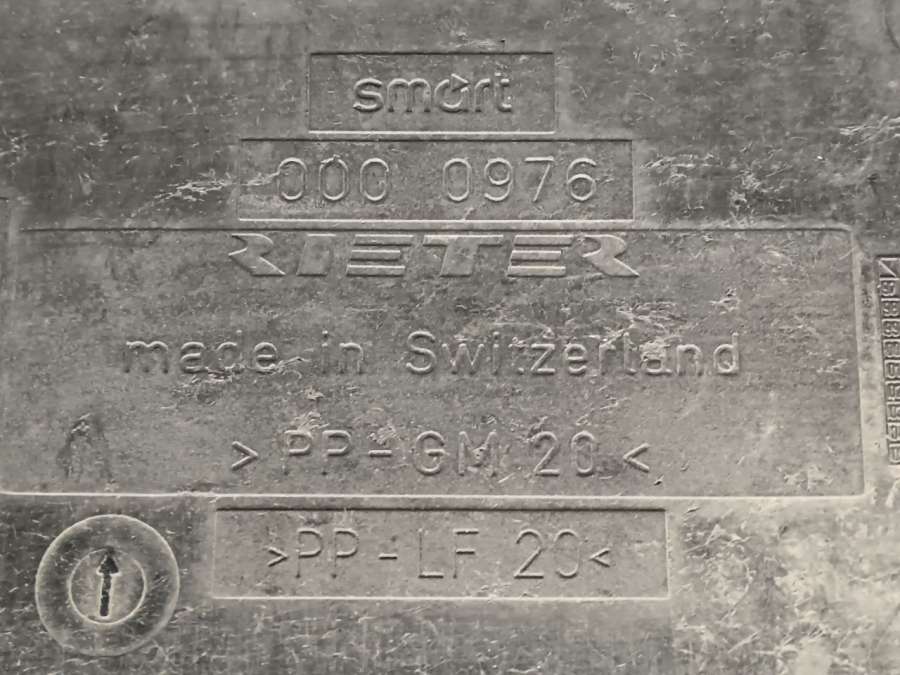 smart
000 0976
RIETER
made in Switzerland
>PP-GM 20<
>PP-LF 20<